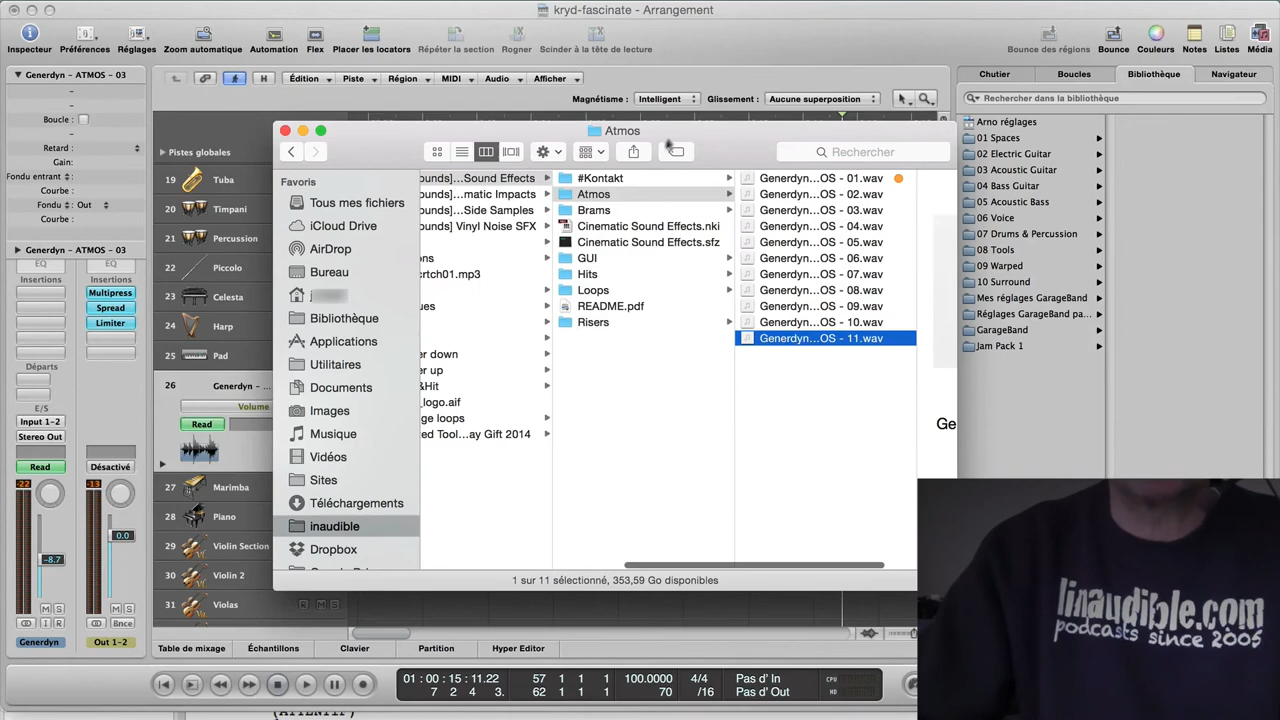 kryd-fascinate - Arrangement
Inspecteur
Préférences
Réglages
Zoom automatique
Automation
Flex
Placer les locators
Répéter la section
Rogner
Scinder à la tête de lecture
Bounce des régions
Bounce
Couleurs
Notes
Listes
Média
Generdyn - ATMOS - 03
Édition
Piste
Région
MIDI
Audio
Afficher
Chutier
Boucles
Bibliothèque
Navigateur
Magnétisme :
Intelligent
Glissement :
Aucune superposition
Rechercher dans la bibliothèque
Boucle :
Retard :
Gain:
Fondu entrant :
Courbe :
Fondu : Out
Courbe :
Generdyn - ATMOS - 03
EQ
EQ
Insertions
Insertions
Multipress
Spread
Limiter
Départs
E/S
Input 1-2
Stereo Out
Read
Désactivé
-22
-13
0.0
-8.7
M S
M S
I R
Bnce
Generdyn
Out 1-2
Pistes globales
19 Tuba
20 Timpani
21 Percussion
22 Piccolo
23 Celesta
24 Harp
25 Pad
26 Generdyn - ...
Volume
Read
27 Marimba
28 Piano
29 Violin Section
30 Violin 2
31 Violas
R M S
Atmos
Rechercher
Favoris
Tous mes fichiers
iCloud Drive
AirDrop
Bureau
j
Bibliothèque
Applications
Utilitaires
Documents
Images
Musique
Vidéos
Sites
Téléchargements
inaudible
Dropbox
ounds]...Sound Effects
ounds]...matic Impacts
ounds]...Side Samples
ounds] Vinyl Noise SFX
ons
crtch01.mp3
ues
er down
er up
&Hit
_logo.aif
ge loops
ed Tool...ay Gift 2014
#Kontakt
Atmos
Brams
Cinematic Sound Effects.nki
Cinematic Sound Effects.sfz
GUI
Hits
Loops
README.pdf
Risers
Generdyn...OS - 01.wav
Generdyn...OS - 02.wav
Generdyn...OS - 03.wav
Generdyn...OS - 04.wav
Generdyn...OS - 05.wav
Generdyn...OS - 06.wav
Generdyn...OS - 07.wav
Generdyn...OS - 08.wav
Generdyn...OS - 09.wav
Generdyn...OS - 10.wav
Generdyn...OS - 11.wav
Ge
1 sur 11 sélectionné, 353,59 Go disponibles
Arno réglages
01 Spaces
02 Electric Guitar
03 Acoustic Guitar
04 Bass Guitar
05 Acoustic Bass
06 Voice
07 Drums & Percussion
08 Tools
09 Warped
10 Surround
Mes réglages GarageBand
Réglages GarageBand pa...
GarageBand
Jam Pack 1
linaudible.com
podcasts since 2005
Table de mixage
Échantillons
Clavier
Partition
Hyper Editor
01:00:15:11.22
7 2 4 3.
57 1 1 1
62 1 1 1
100.0000
70
4/4
/16
Pas d' In
Pas d' Out
CPU